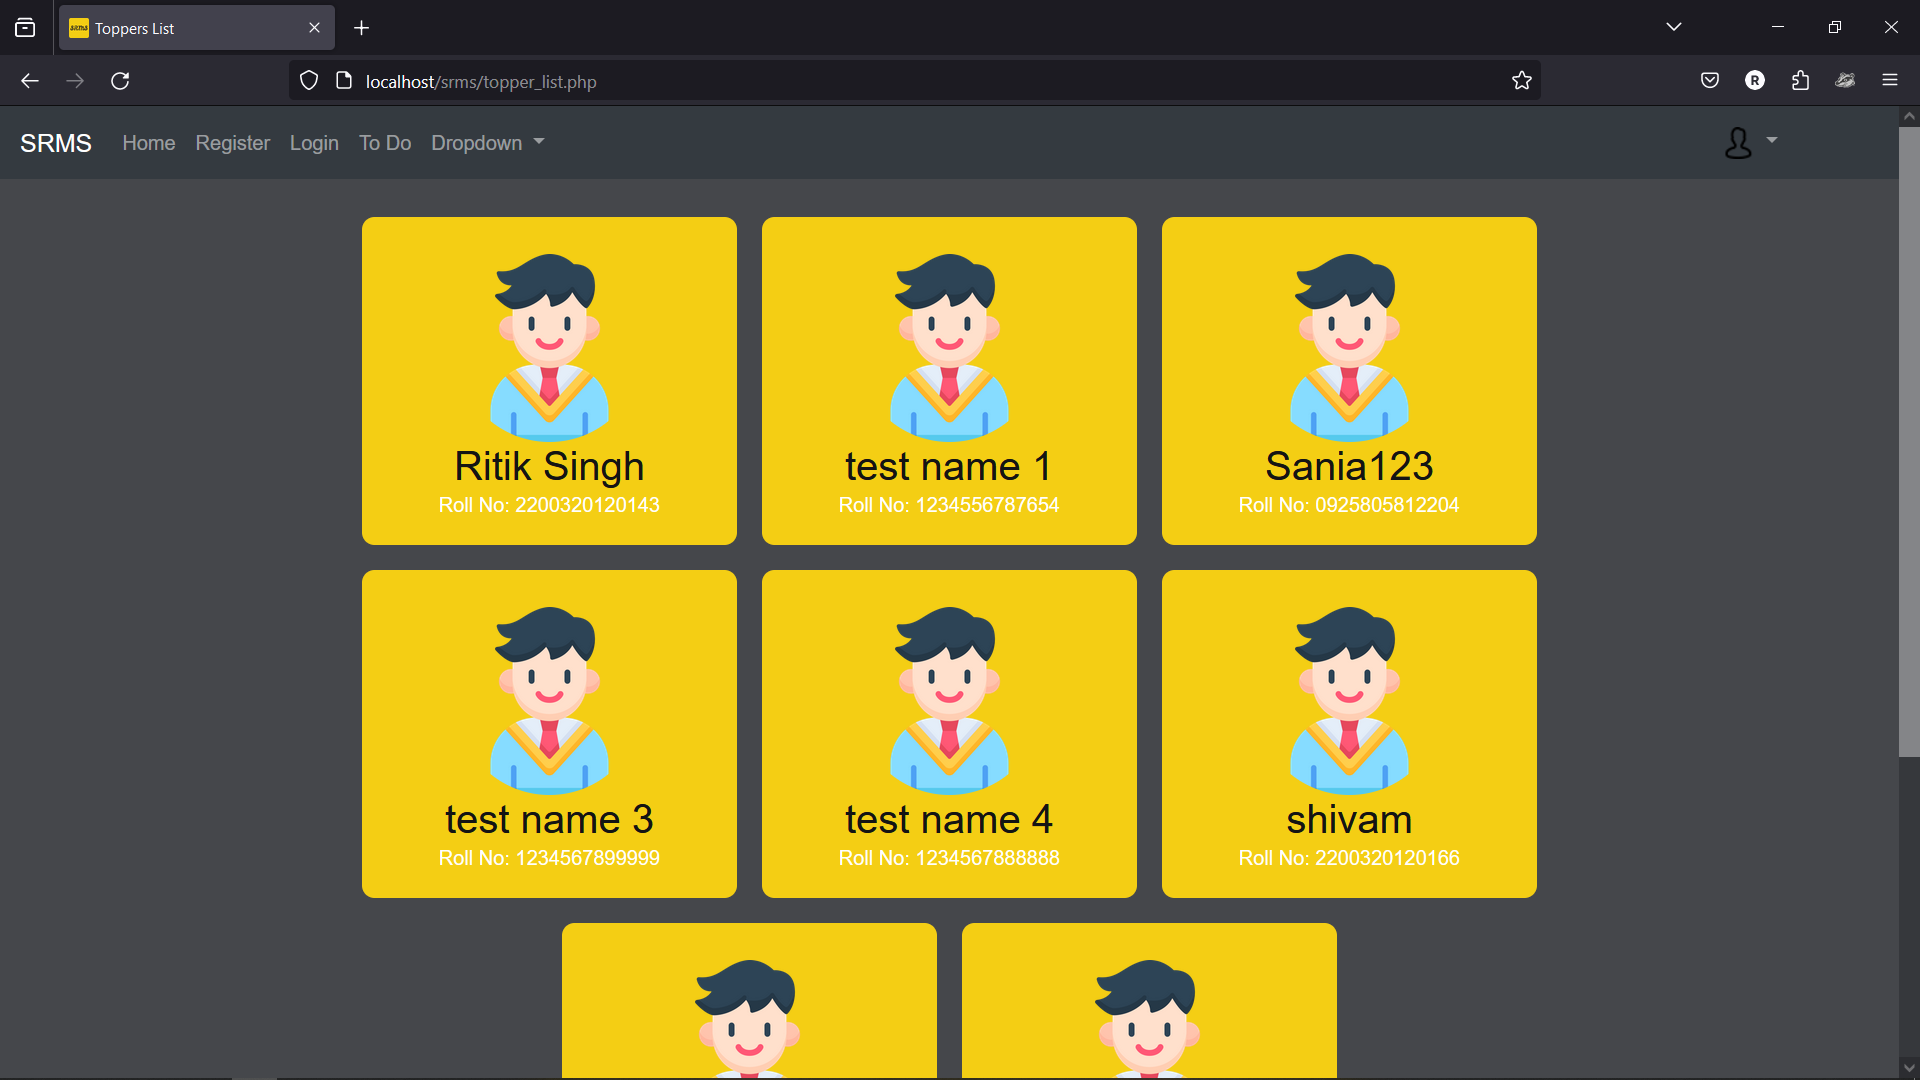 srms Toppers List
localhost/srms/topper_list.php
R
SRMS Home Register Login To Do Dropdown
Ritik Singh test name 1 Sania123
Roll No: 2200320120143 Roll No: 1234556787654 Roll No: 0925805812204
test name 3 test name 4 shivam
Roll No: 1234567899999 Roll No: 1234567888888 Roll No: 2200320120166